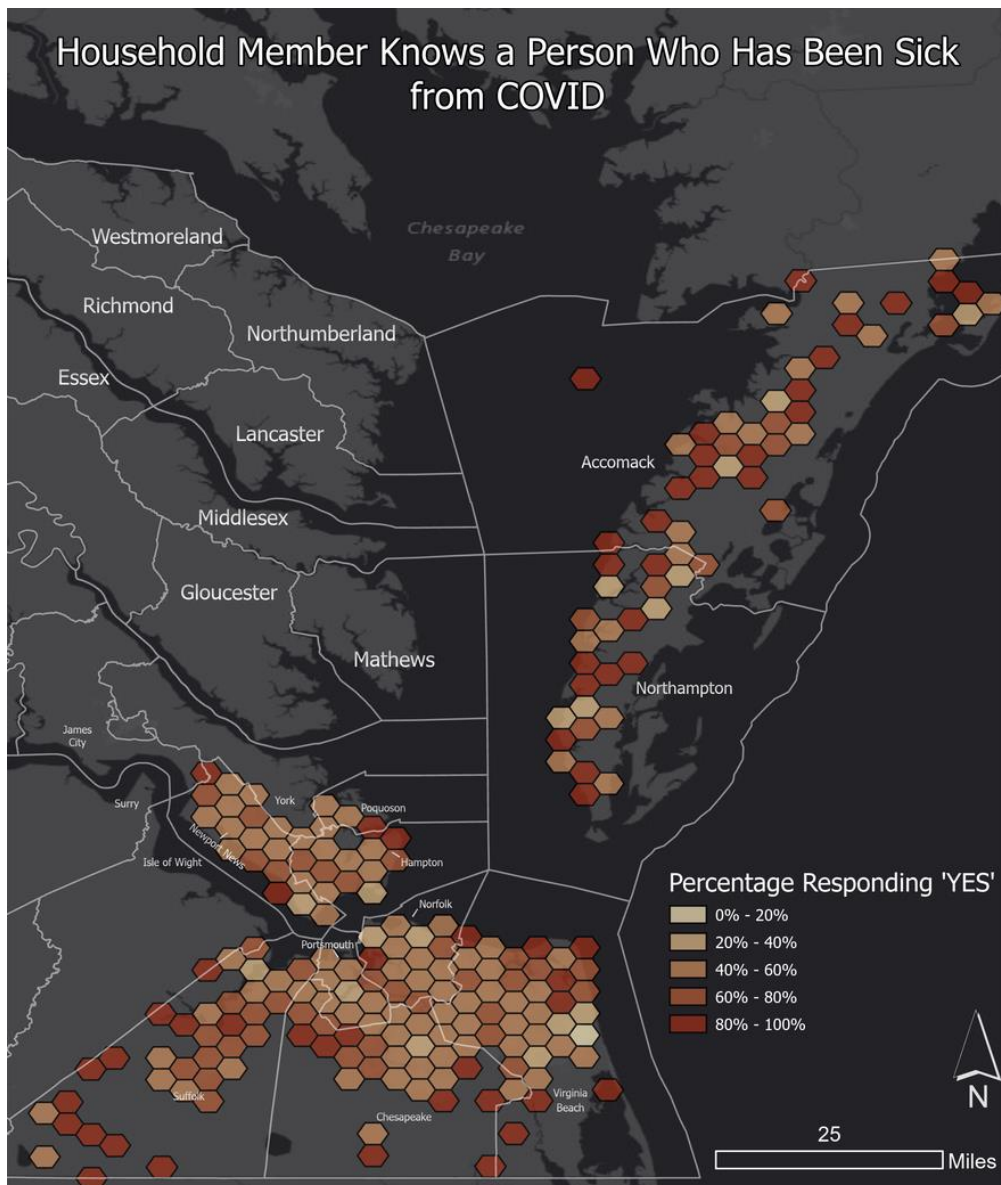 Household Member Knows a Person Who Has Been Sick
from COVID
Chesapeake
Bay
Westmoreland
Richmond
Northumberland
Essex
Lancaster
Accomack
Middlesex
Gloucester
Mathews
Northampton
James
City
Surry
York
Poquoson
Newport News
Isle of Wight
Hampton
Norfolk
Portsmouth
Suffolk
Chesapeake
Virginia
Beach
Percentage Responding 'YES'
0% - 20%
20% - 40%
40% - 60%
60% - 80%
80% - 100%
N
25
Miles